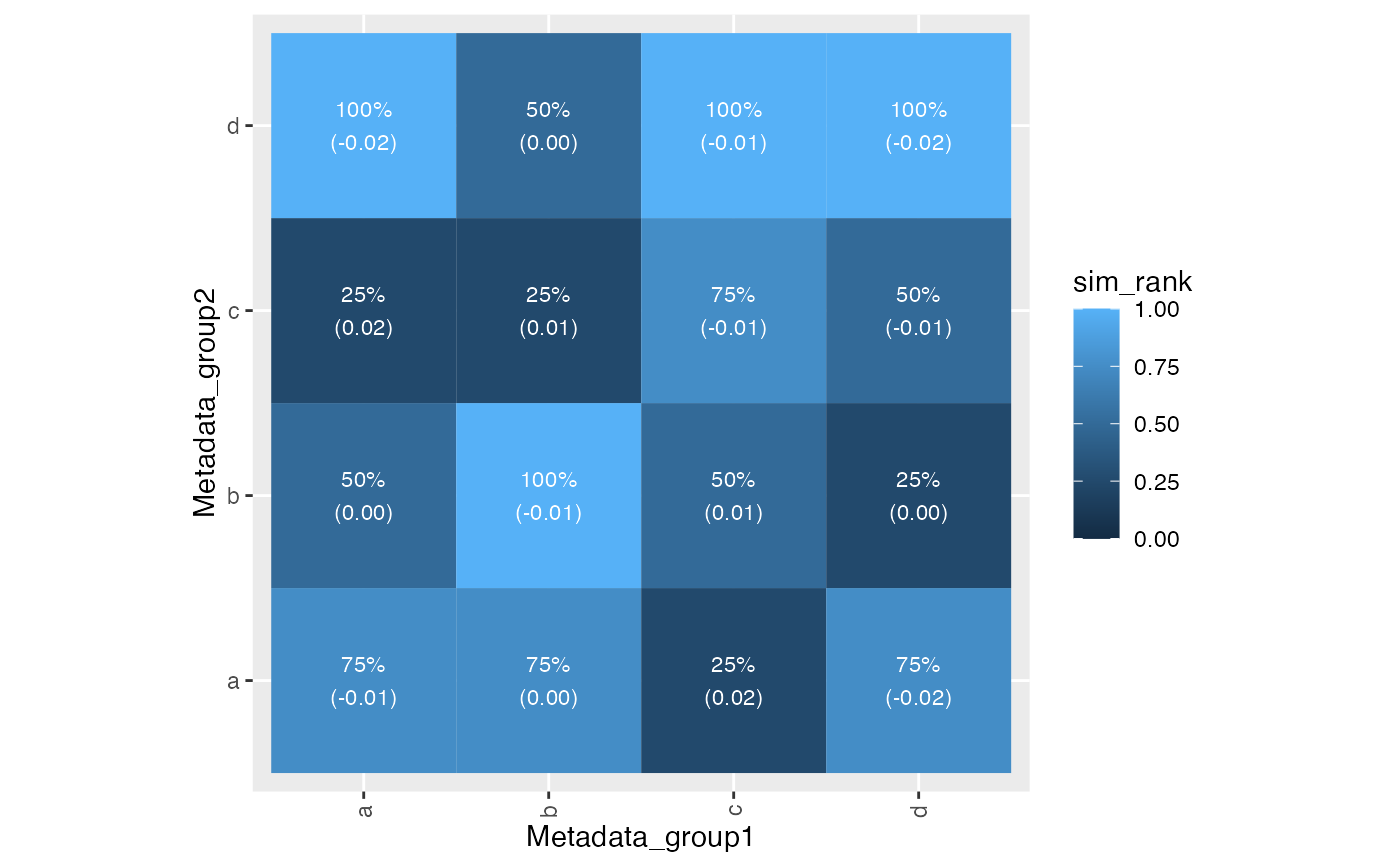 100% 50% 100% 100%
d (-0.02) (0.00) (-0.01) (-0.02)
sim_rank
25% 25% 75% 50% 1.00
c (0.02) (0.01) (-0.01) (-0.01)
0.75
Metadata_group2
0.50
50% 100% 50% 25% 0.25
b (0.00) (-0.01) (0.01) (0.00)
0.00
75% 75% 25% 75%
a (-0.01) (0.00) (0.02) (-0.02)
a b c d
Metadata_group1